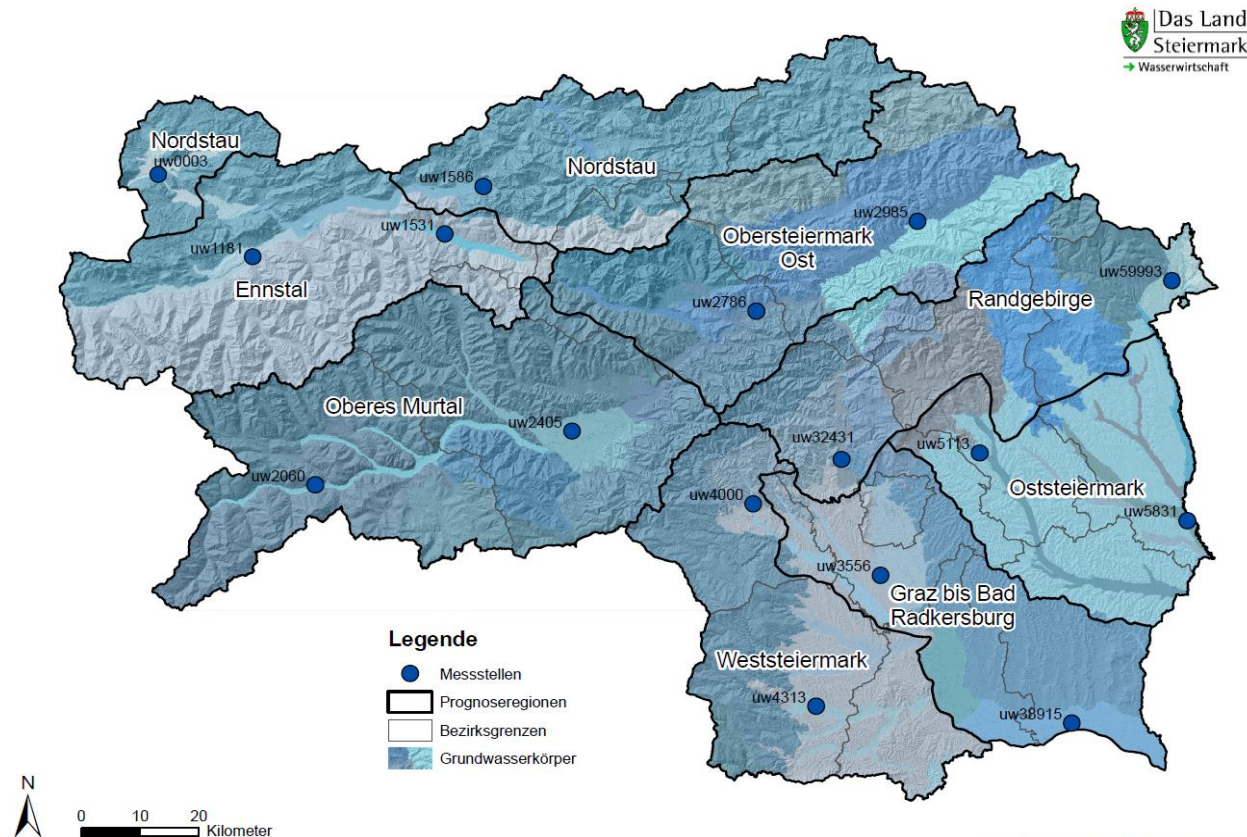 Das Land
Steiermark
→ Wasserwirtschaft
Nordstau
uw0003
uw1586
Nordstau
uw1181
uw1531
Ennstal
uw2985
Obersteiermark
Ost
uw2786
uw59993
Randgebirge
Oberes Murtal
uw2405
uw2060
uw32431
uw4000
uw5113
Oststeiermark
uw5831
uw3556
Graz bis Bad
Radkersburg
Weststeiermark
uw4313
uw38915
Legende
Messstellen
Prognoseregionen
Bezirksgrenzen
Grundwasserkörper
N
0 10 20
Kilometer